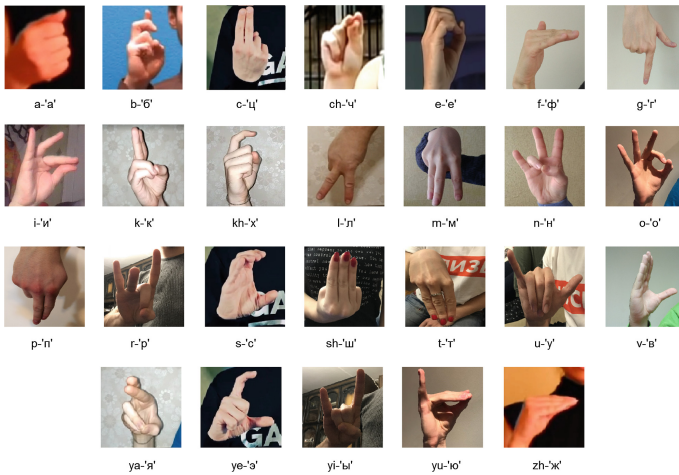 a-'а' b-'б' c-'ц' ch-'ч' e-'е' f-'ф' g-'г'
i-'и' k-'к' kh-'х' l-'л' m-'м' n-'н' o-'о'
p-'п' r-'р' s-'с' sh-'ш' t-'т' u-'у' v-'в'
ya-'я' ye-'э' yi-'ы' yu-'ю' zh-'ж'